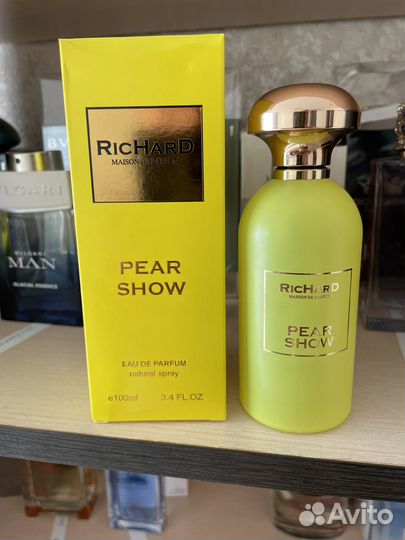 RICHARD
MAISON DE PARFUM
PEAR
SHOW
EAU DE PARFUM
natural spray
e100ml 3.4 FL.OZ
RICHARD
MAISON DE PARFUM
PEAR
SHOW
BV
BVLGARI
MAN
GLACIAL ESSENCE
Avito